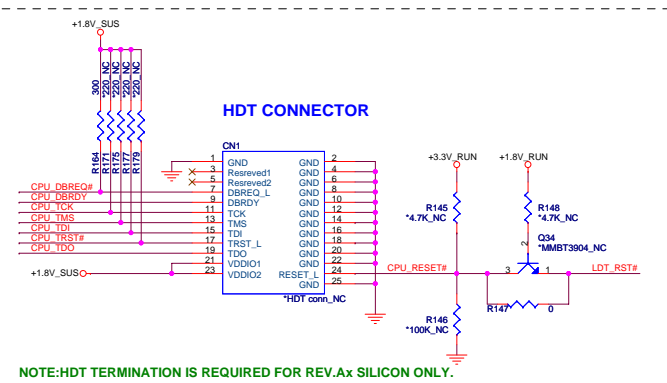 +1.8V_SUS
300
*220_NC
*220_NC
*220_NC
*220_NC
R164
R171
R175
R177
R179
HDT CONNECTOR
CN1
1 GND GND 2
3 Resreved1 GND 4
5 Resreved2 GND 6
CPU_DBREQ# 7 DBREQ_L GND 8
CPU_DBRDY 9 DBRDY GND 10
CPU_TCK 11 TCK GND 12
CPU_TMS 13 TMS GND 14
CPU_TDI 15 TDI GND 16
CPU_TRST# 17 TRST_L GND 18
CPU_TDO 19 TDO GND 20
21 VDDIO1 GND 22
+1.8V_SUS 23 VDDIO2 RESET_L 24 CPU_RESET#
GND 25
*HDT conn_NC
+3.3V_RUN
+1.8V_RUN
R145
*4.7K_NC
R148
*4.7K_NC
Q34
*MMBT3904_NC
2
3
1
LDT_RST#
R147
0
R146
*100K_NC
NOTE:HDT TERMINATION IS REQUIRED FOR REV.Ax SILICON ONLY.